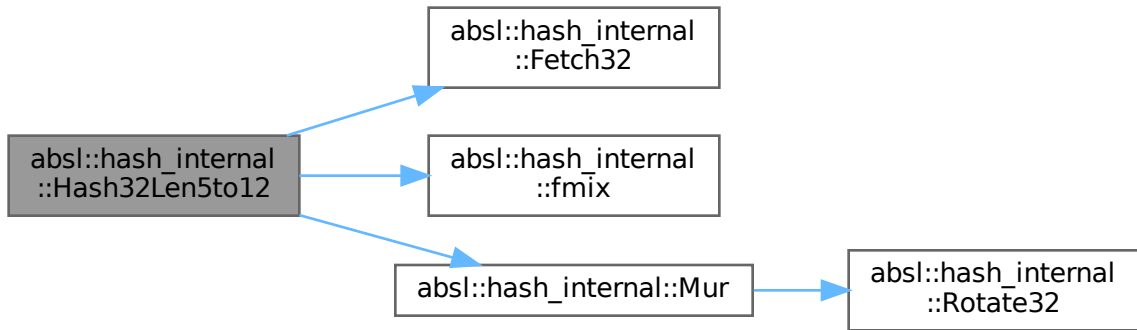 absl::hash_internal
::Fetch32
absl::hash_internal
::Hash32Len5to12
absl::hash_internal
::fmix
absl::hash_internal::Mur
absl::hash_internal
::Rotate32